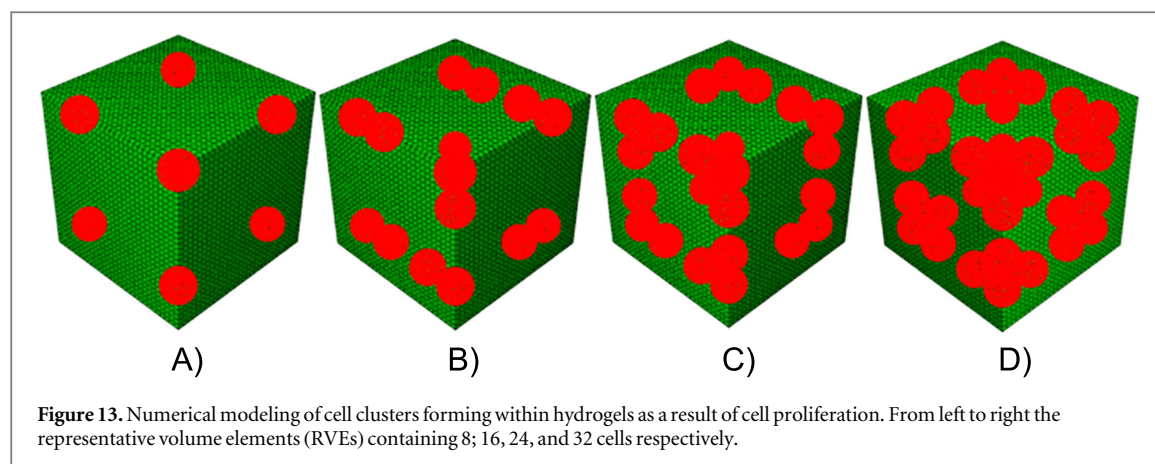 A) B) C) D)
Figure 13. Numerical modeling of cell clusters forming within hydrogels as a result of cell proliferation. From left to right the
representative volume elements (RVEs) containing 8; 16, 24, and 32 cells respectively.